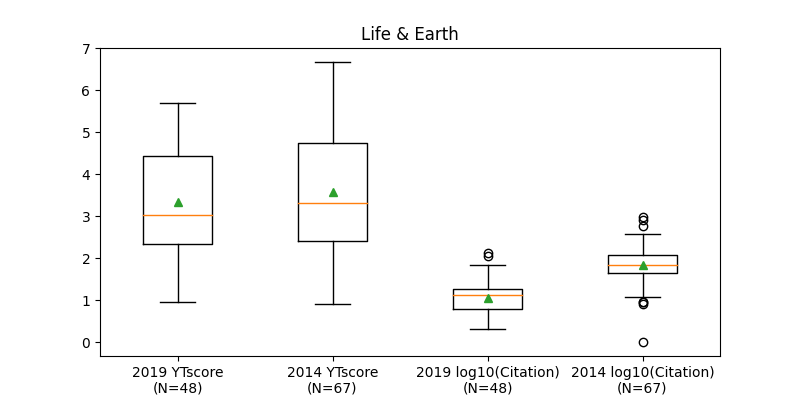 Life & Earth
7
6
5
4
3
2
1
0
2019 YTscore
(N=48)
2014 YTscore
(N=67)
2019 log10(Citation)
(N=48)
2014 log10(Citation)
(N=67)